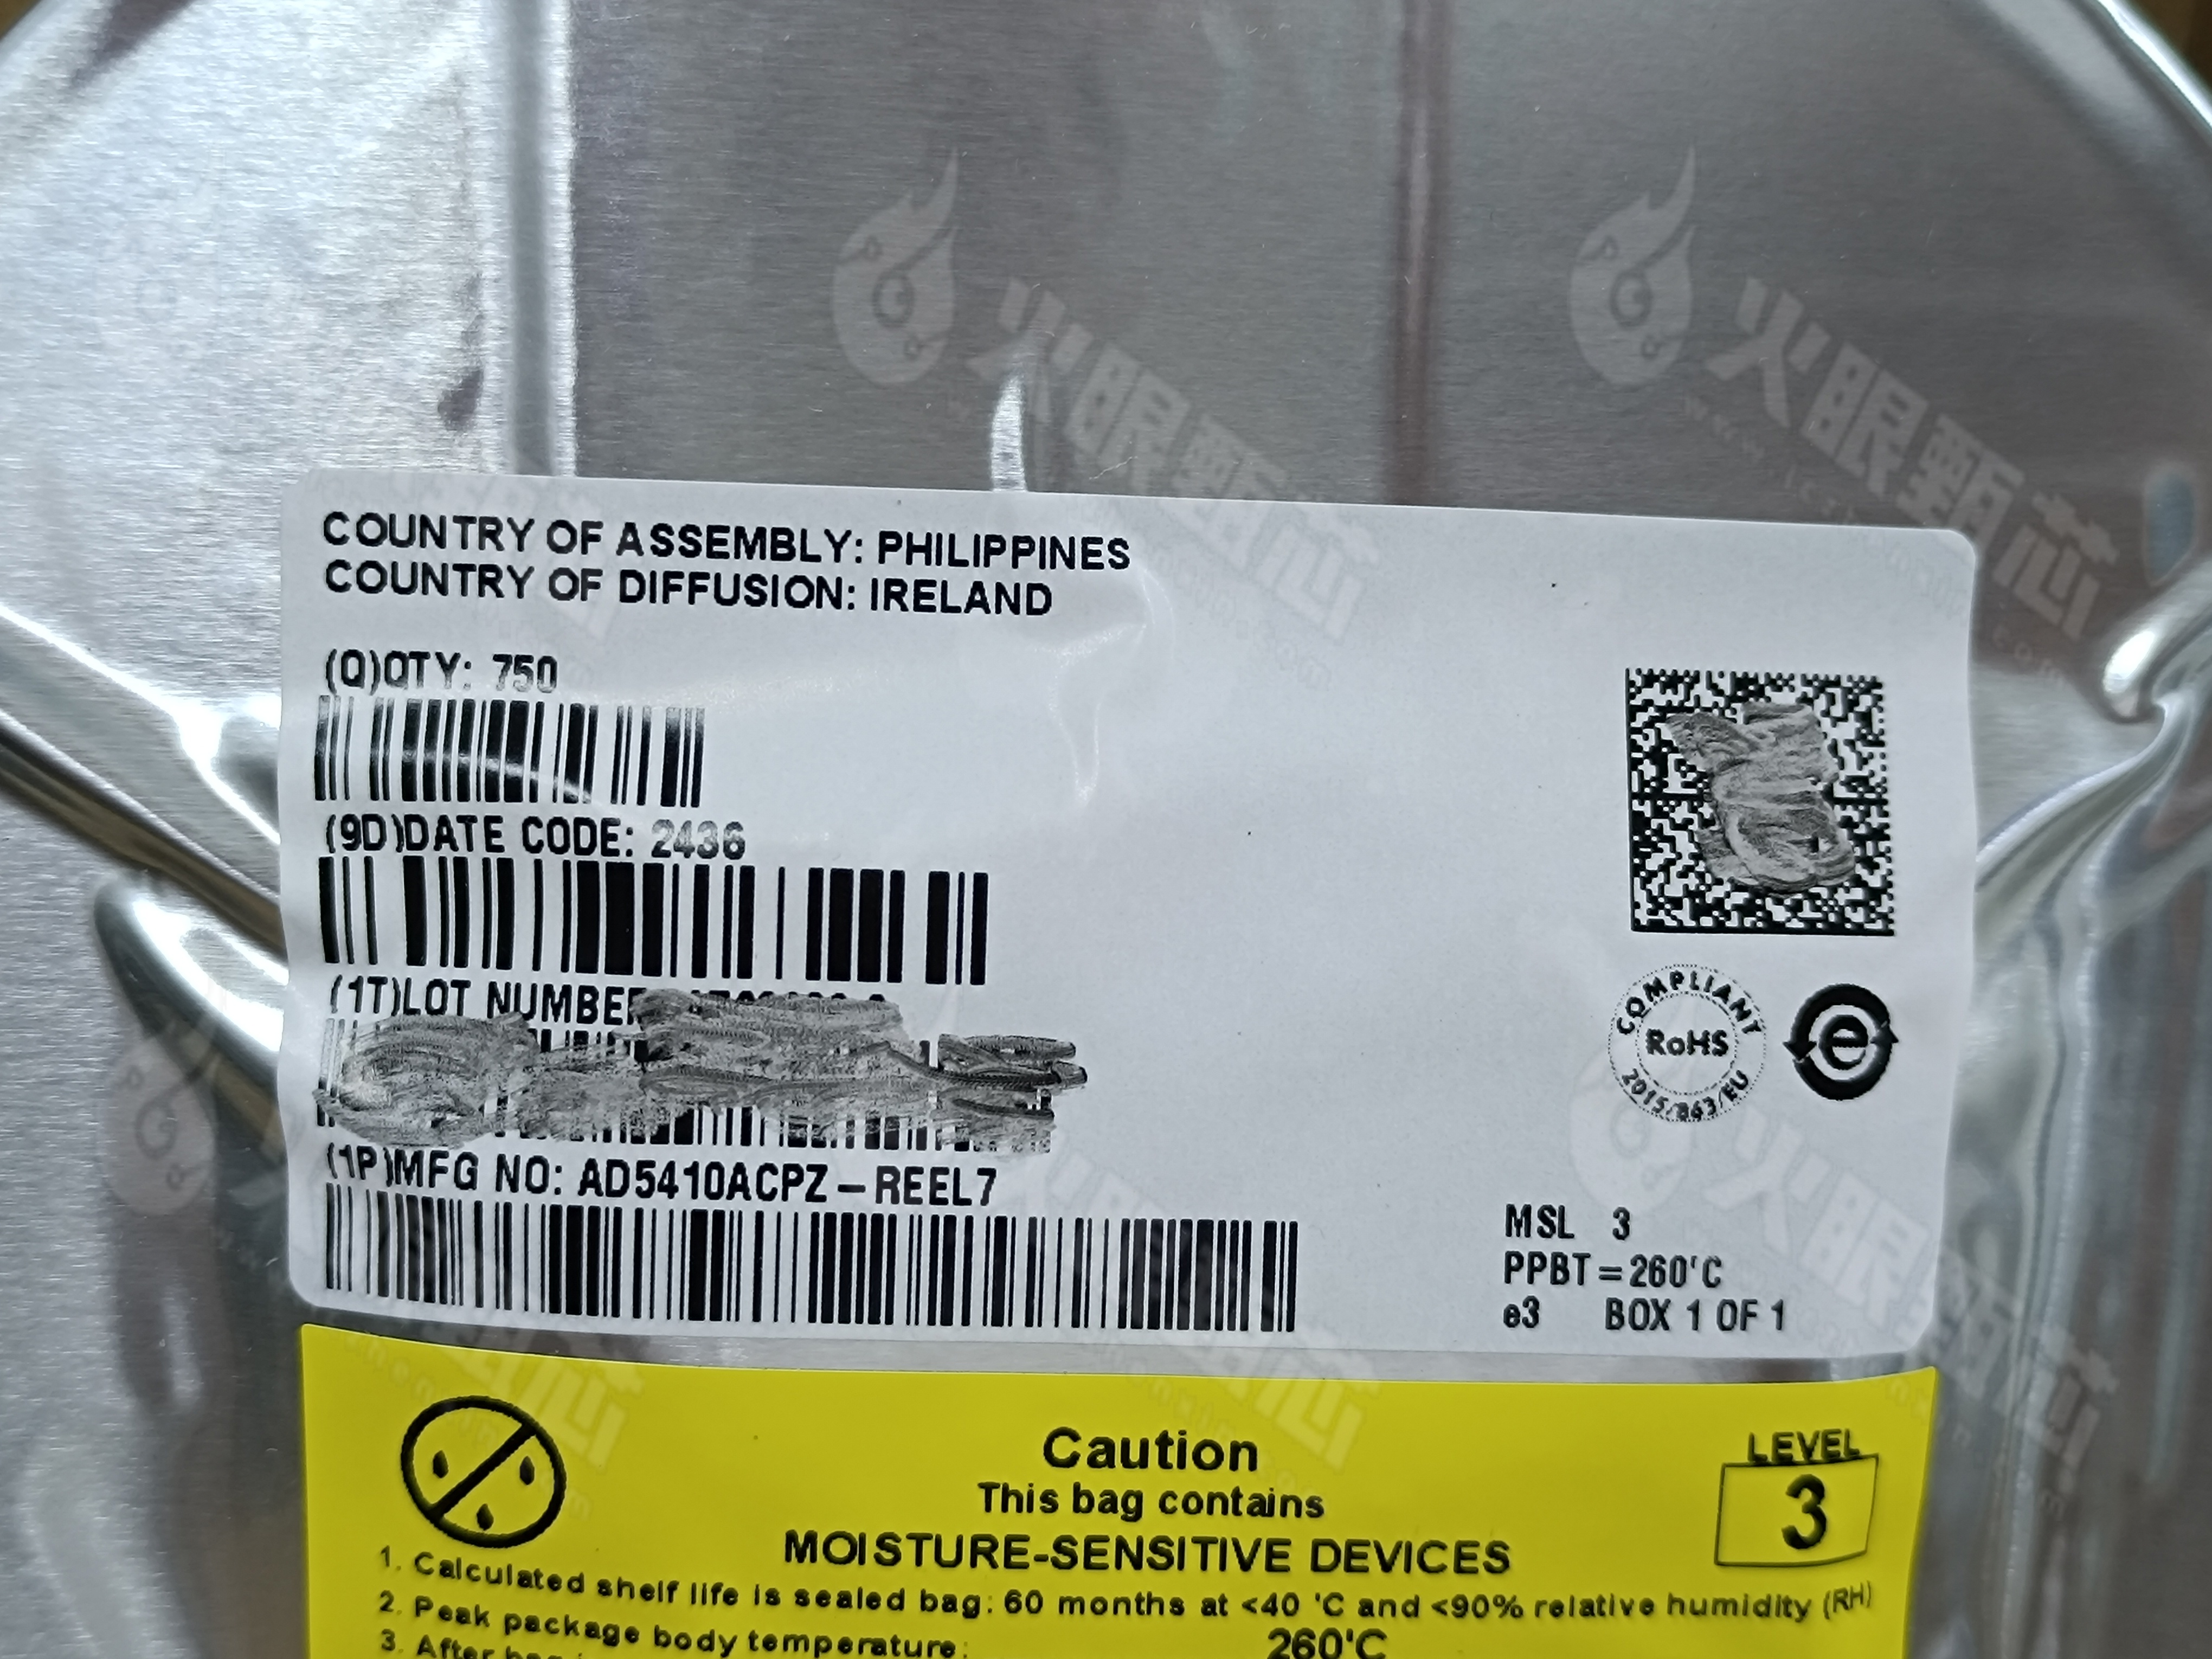 COUNTRY OF ASSEMBLY: PHILIPPINES
COUNTRY OF DIFFUSION: IRELAND
(Q)QTY: 750
(9D)DATE CODE: 2436
(1T)LOT NUMBER
(1P)MFG NO: AD5410ACPZ-REEL7
COMPLIANT
RoHS
2015/863/EU
e
MSL 3
PPBT=260'C
e3 BOX 1 OF 1
Caution
This bag contains
MOISTURE-SENSITIVE DEVICES
LEVEL
3
1. Calculated shelf life is sealed bag: 60 months at <40 'C and <90% relative humidity (RH)
2. Peak package body temperature: 260'C
3. After
火眼甄芯
火眼甄芯
火眼甄芯